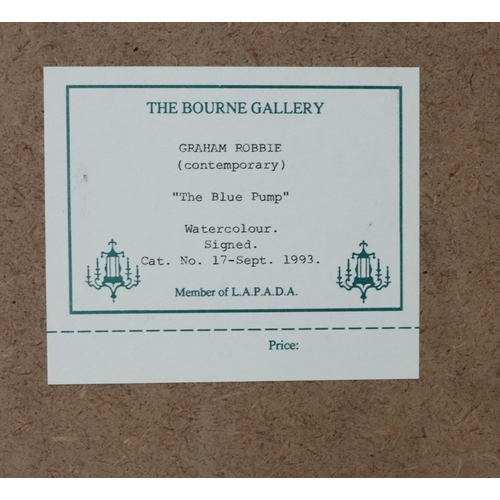 THE BOURNE GALLERY
GRAHAM ROBBIE
(contemporary)
"The Blue Pump"
Watercolour.
Signed.
Cat. No. 17-Sept. 1993.
Member of L.A.P.A.D.A.
Price: